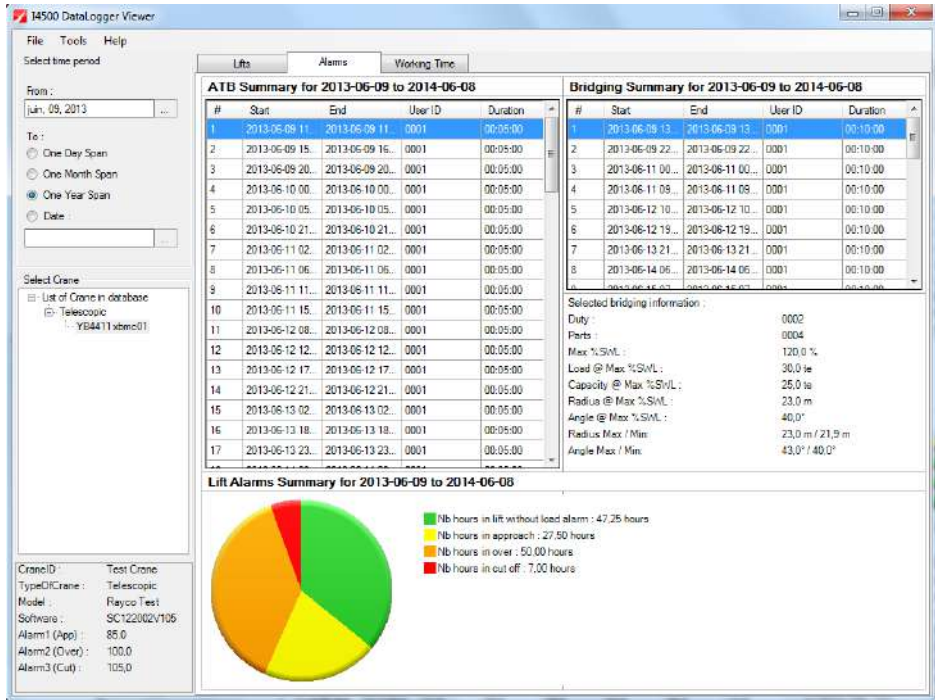 I4500 DataLogger Viewer
File Tools Help
Select time period
From :
juin, 09, 2013 ...
To :
One Day Span
One Month Span
One Year Span
Date :
...
Select Crane
List of Crane in database
Telescopic
YB4411xbmc01
CraneID : Test Crane
TypeOfCrane : Telescopic
Model : Rayco Test
Software : SC122002V105
Alarm1 (App) : 85.0
Alarm2 (Over) : 100,0
Alarm3 (Cut) : 105,0
Lifts Alarms Working Time
ATB Summary for 2013-06-09 to 2014-06-08
# Start End User ID Duration
1 2013-06-09 11... 2013-06-09 11... 0001 00:05:00
2 2013-06-09 15... 2013-06-09 16... 0001 00:05:00
3 2013-06-09 20... 2013-06-09 20... 0001 00:05:00
4 2013-06-10 00... 2013-06-10 00... 0001 00:05:00
5 2013-06-10 05... 2013-06-10 05... 0001 00:05:00
6 2013-06-10 21... 2013-06-10 21... 0001 00:05:00
7 2013-06-11 02... 2013-06-11 02... 0001 00:05:00
8 2013-06-11 06... 2013-06-11 06... 0001 00:05:00
9 2013-06-11 11... 2013-06-11 11... 0001 00:05:00
10 2013-06-11 15... 2013-06-11 15... 0001 00:05:00
11 2013-06-12 08... 2013-06-12 08... 0001 00:05:00
12 2013-06-12 12... 2013-06-12 12... 0001 00:05:00
13 2013-06-12 17... 2013-06-12 17... 0001 00:05:00
14 2013-06-12 21... 2013-06-12 21... 0001 00:05:00
15 2013-06-13 02... 2013-06-13 02... 0001 00:05:00
16 2013-06-13 18... 2013-06-13 18... 0001 00:05:00
17 2013-06-13 23... 2013-06-13 23... 0001 00:05:00
Bridging Summary for 2013-06-09 to 2014-06-08
# Start End User ID Duration
1 2013-06-09 13... 2013-06-09 13... 0001 00:10:00
2 2013-06-09 22... 2013-06-09 22... 0001 00:10:00
3 2013-06-11 00... 2013-06-11 00... 0001 00:10:00
4 2013-06-11 09... 2013-06-11 09... 0001 00:10:00
5 2013-06-12 10... 2013-06-12 10... 0001 00:10:00
6 2013-06-12 19... 2013-06-12 19... 0001 00:10:00
7 2013-06-13 21... 2013-06-13 21... 0001 00:10:00
8 2013-06-14 06... 2013-06-14 06... 0001 00:10:00
Selected bridging information :
Duty : 0002
Parts : 0004
Max %SWL : 120,0 %
Load @ Max %SWL : 30,0 te
Capacity @ Max %SWL : 25,0 te
Radius @ Max %SWL : 23,0 m
Angle @ Max %SWL : 40,0°
Radius Max / Min: 23,0 m / 21,9 m
Angle Max / Min: 43,0° / 40,0°
Lift Alarms Summary for 2013-06-09 to 2014-06-08
Nb hours in lift without load alarm : 47,25 hours
Nb hours in approach : 27,50 hours
Nb hours in over : 50,00 hours
Nb hours in cut off : 7,00 hours